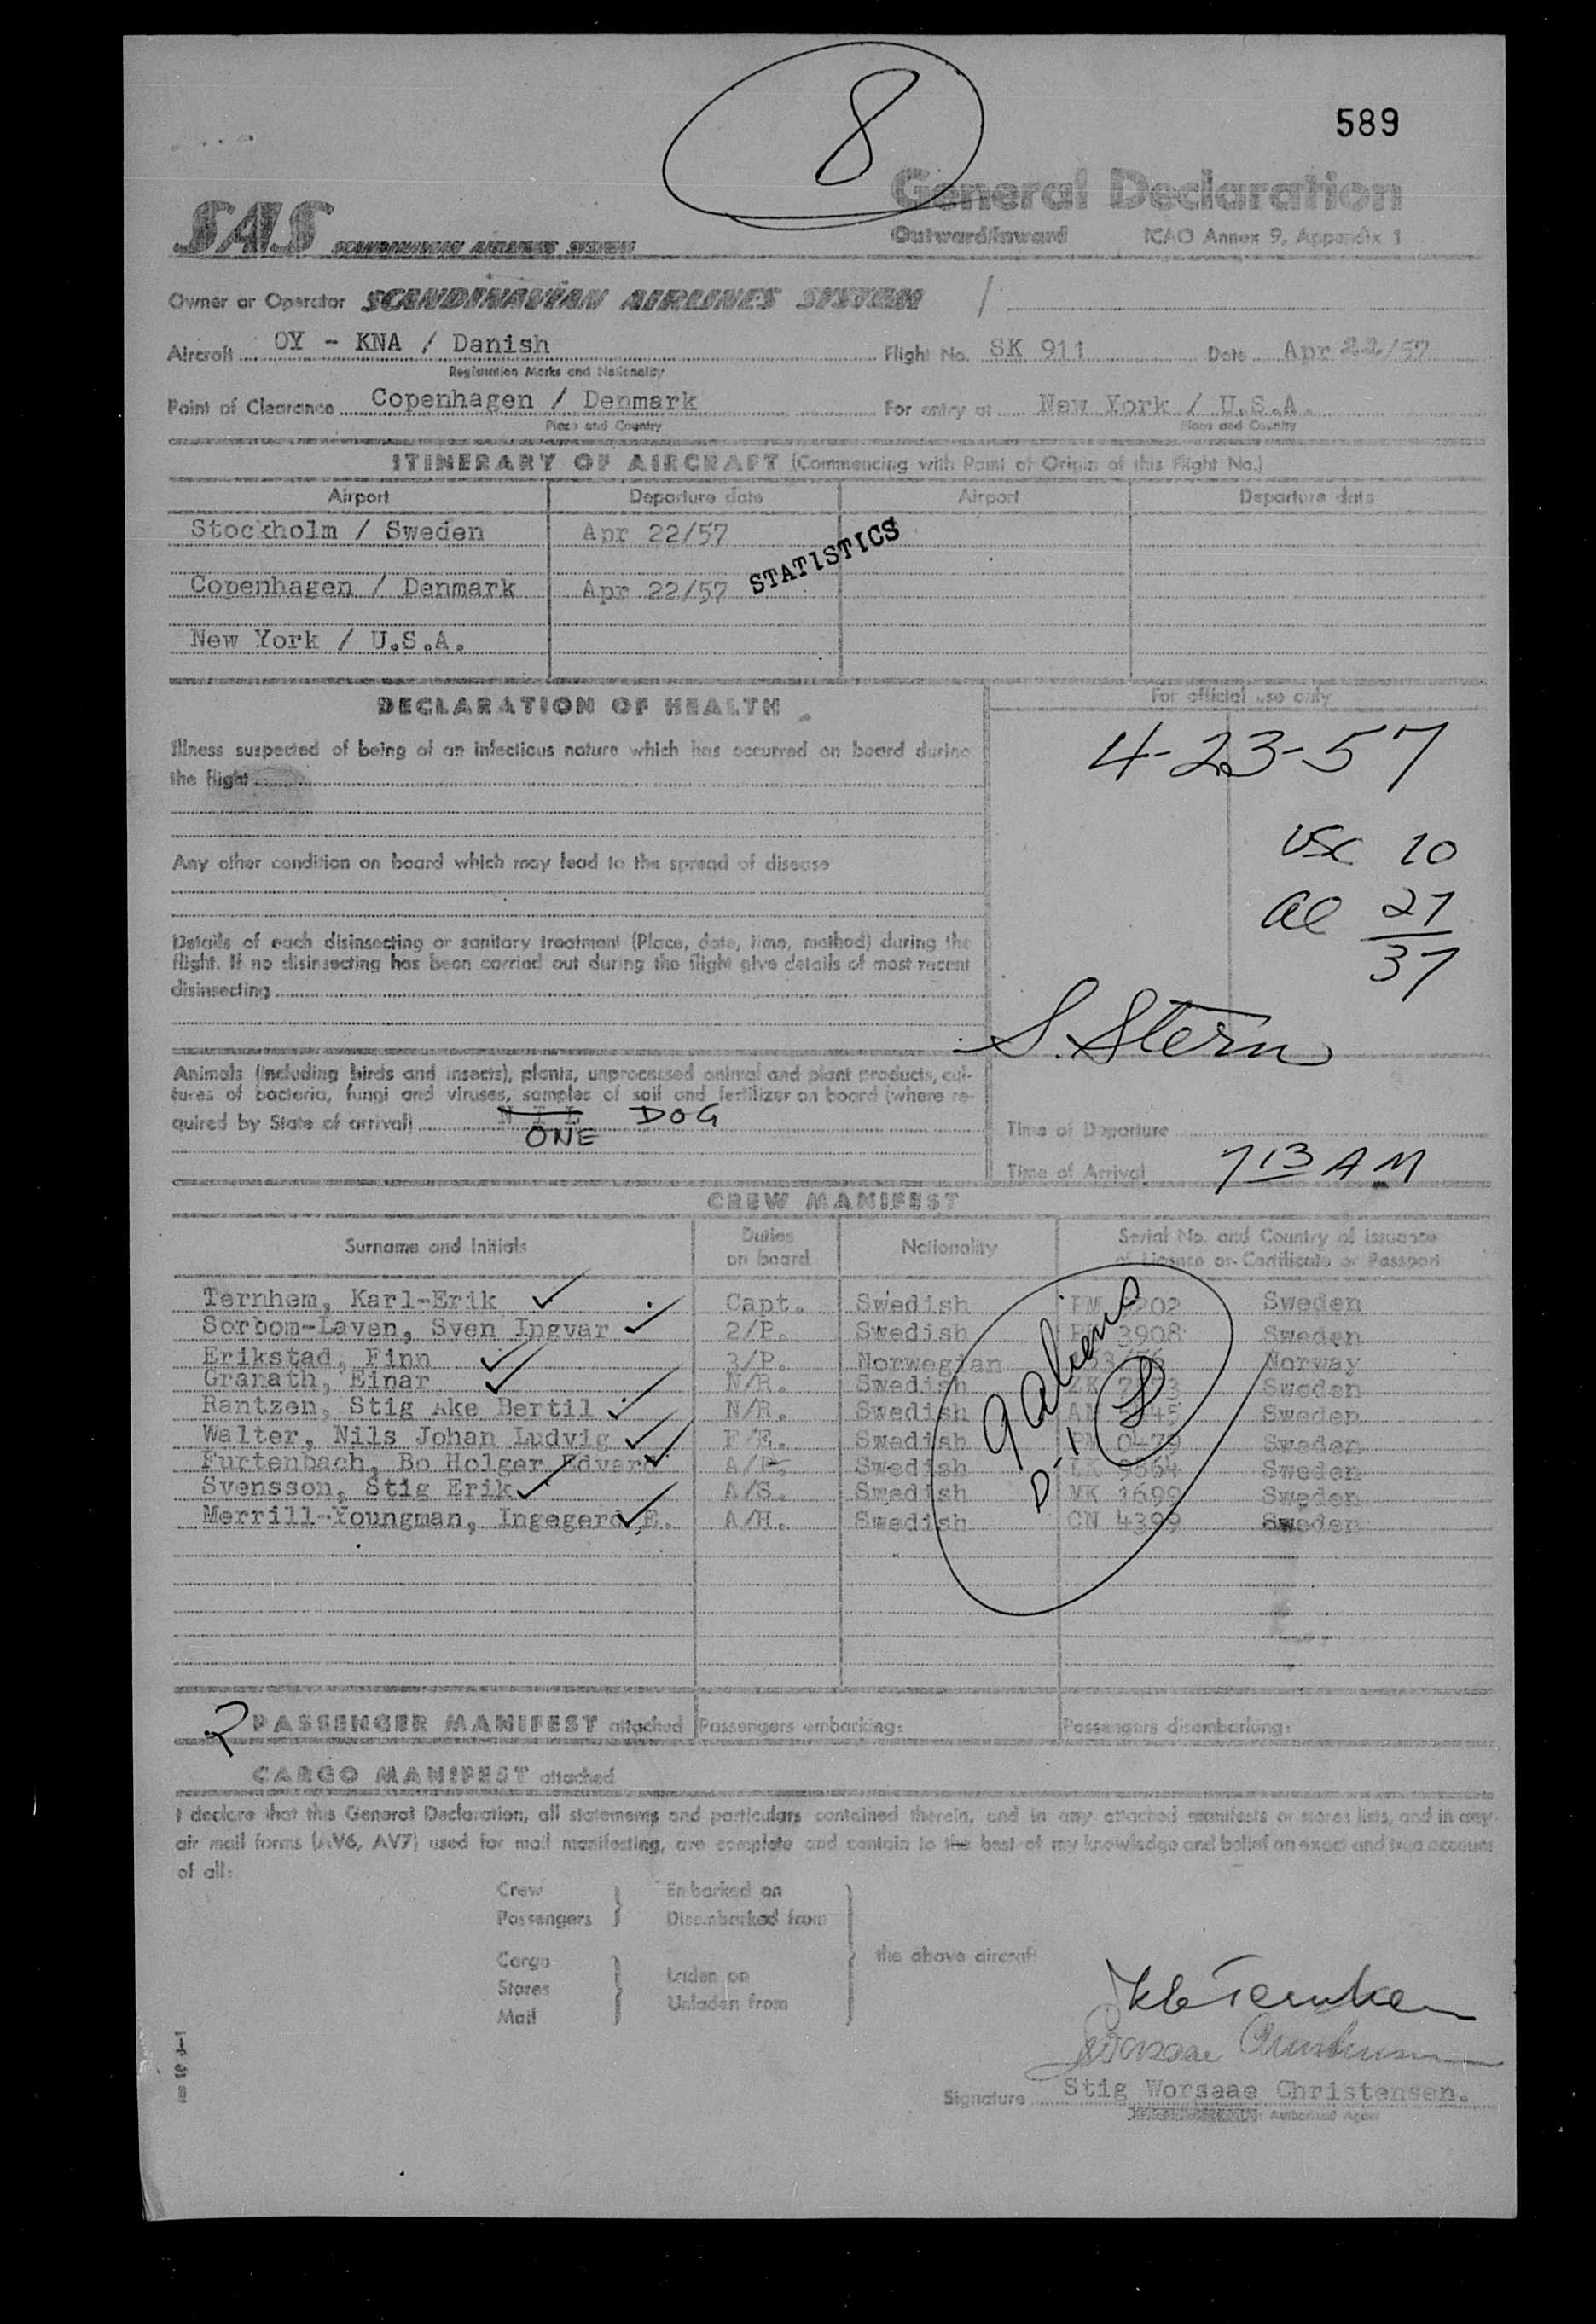 8
589
General Declaration
SAS SCANDINAVIAN AIRLINES SYSTEM
Outward/Inward ICAO Annex 9, Appendix 1
Owner or Operator SCANDINAVIAN AIRLINES SYSTEM
Aircraft OY - KNA / Danish Flight No. SK 911 Date Apr 22/57
Registration Marks and Nationality
Point of Clearance Copenhagen / Denmark For entry at New York / U.S.A.
Place and Country Place and Country
ITINERARY OF AIRCRAFT (Commencing with Point of Origin of this Flight No.)
Airport Departure date Airport Departure date
Stockholm / Sweden Apr 22/57
STATISTICS
Copenhagen / Denmark Apr 22/57
New York / U.S.A.
DECLARATION OF HEALTH
Illness suspected of being of an infectious nature which has occurred on board during
the flight
Any other condition on board which may lead to the spread of disease
Details of each disinsecting or sanitary treatment (Place, date, time, method) during the
flight. If no disinsecting has been carried out during the flight give details of most recent
disinsecting
Animals (including birds and insects), plants, unprocessed animal and plant products, cul-
tures of bacteria, fungi and viruses, samples of soil and fertilizer on board (where re-
quired by State of arrival) NIL DOG
ONE
For official use only
4-23-57
USC 10
al 27
37
S. Stern
Time of Departure
Time of Arrival 7 13 AM
CREW MANIFEST
Surname and Initials Duties on board Nationality Serial No. and Country of issuance of Licence or Certificate or Passport
Ternhem, Karl-Erik Capt. Swedish 202 Sweden
Sorbom-Laven, Sven Ingvar 2/P. Swedish 3908 Sweden
Erikstad, Finn 3/P. Norwegian Norway
Granath, Einar N/R. Swedish Sweden
Rantzen, Stig Ake Bertil N/R. Swedish Sweden
Walter, Nils Johan Ludvig F/E. Swedish PM 0479 Sweden
Furtenbach, Bo Holger Edvard A/P. Swedish Sweden
Svensson, Stig Erik A/S. Swedish MK 1699 Sweden
Merrill-Youngman, Ingegerd E. A/H. Swedish CN 4399 Sweden
9 aliens
D-1
2 PASSENGER MANIFEST attached Passengers embarking: Passengers disembarking:
CARGO MANIFEST attached
I declare that this General Declaration, all statements and particulars contained therein, and in any attached manifests or stores lists, and in any
air mail forms (AV6, AV7) used for mail manifesting, are complete and contain to the best of my knowledge and belief an exact and true account
of all:
Crew Embarked on
Passengers Disembarked from
the above aircraft
Cargo
Stores Laden on
Mail Unladen from
Signature Stig Worsaae Christensen.
Authorized Agent